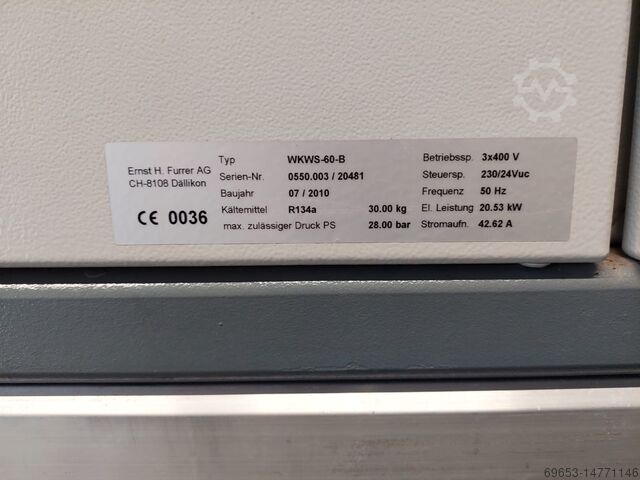 Ernst H. Furrer AG
CH-8108 Dällikon
CE 0036
Typ WKWS-60-B Betriebssp. 3x400 V
Serien-Nr. 0550.003 / 20481 Steuersp. 230/24Vuc
Baujahr 07 / 2010 Frequenz 50 Hz
Kältemittel R134a 30.00 kg El. Leistung 20.53 kW
max. zulässiger Druck PS 28.00 bar Stromaufn. 42.62 A
69653-14771146